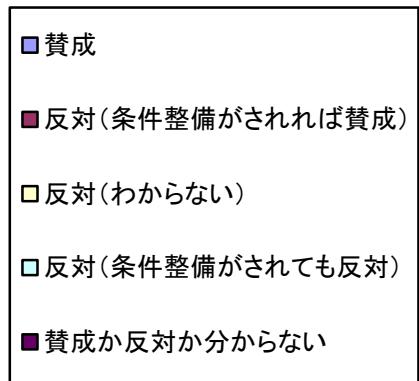 賛成
反対（条件整備がされれば賛成）
反対（わからない）
反対（条件整備がされても反対）
賛成か反対か分からない